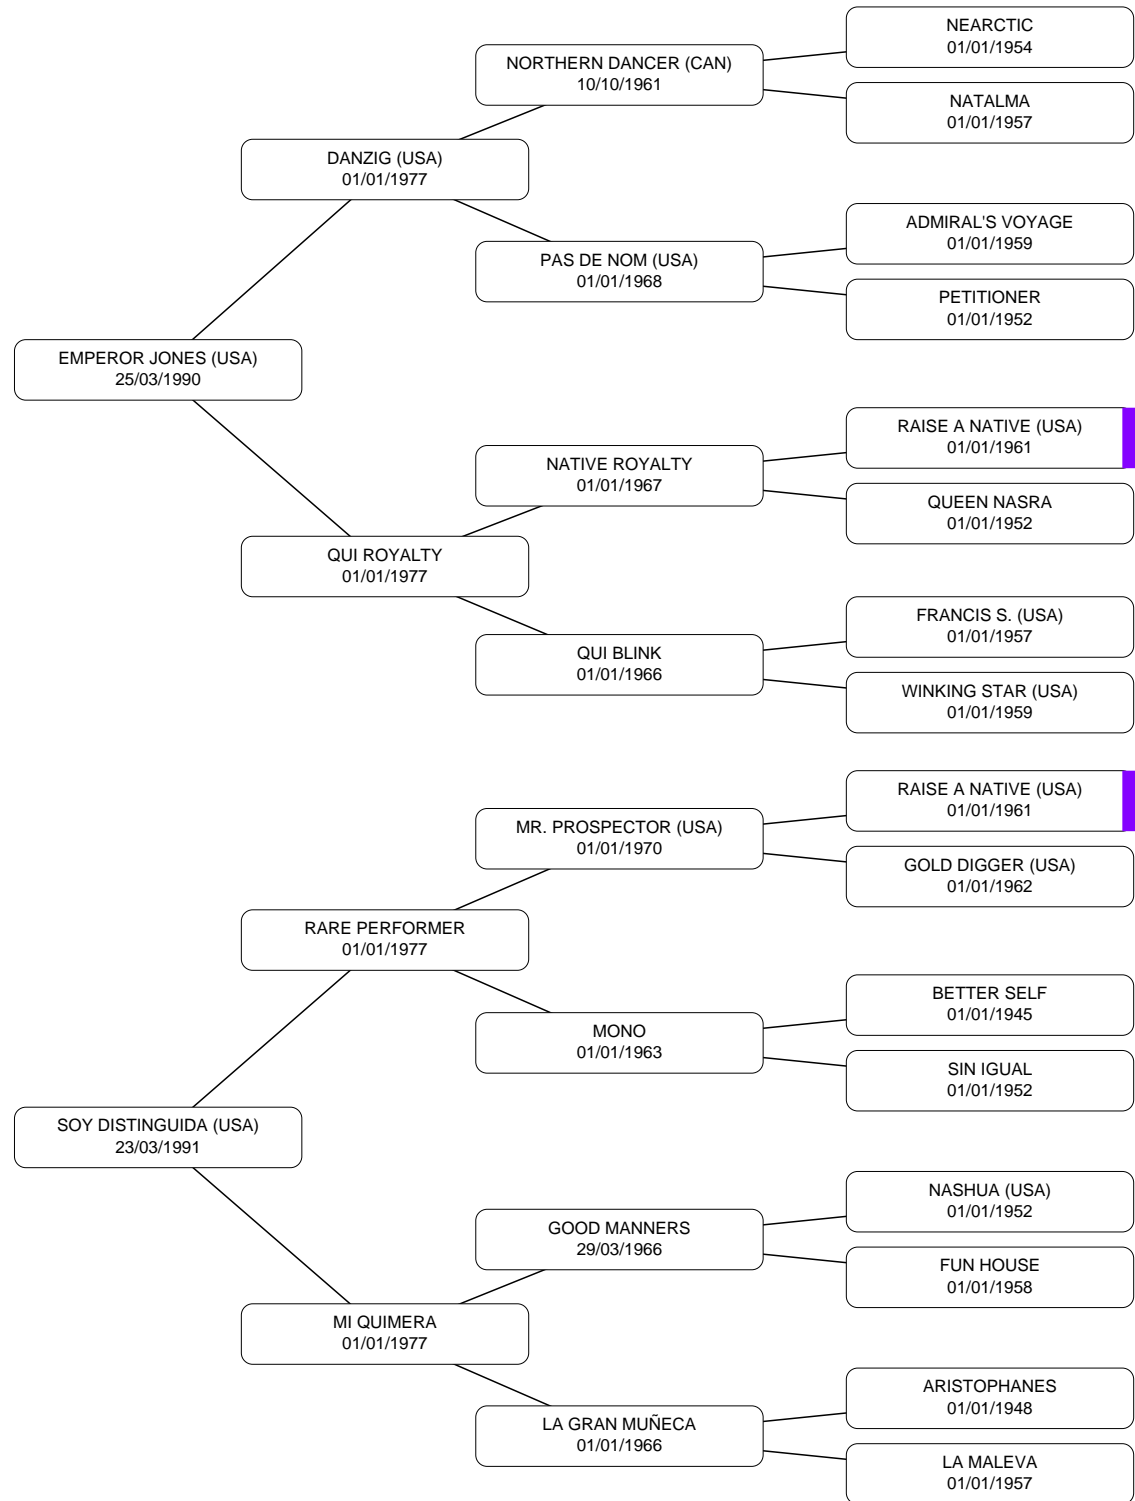 NEARCTIC
01/01/1954
NORTHERN DANCER (CAN)
10/10/1961
NATALMA
01/01/1957
DANZIG (USA)
01/01/1977
ADMIRAL'S VOYAGE
01/01/1959
PAS DE NOM (USA)
01/01/1968
PETITIONER
01/01/1952
EMPEROR JONES (USA)
25/03/1990
RAISE A NATIVE (USA)
01/01/1961
NATIVE ROYALTY
01/01/1967
QUEEN NASRA
01/01/1952
QUI ROYALTY
01/01/1977
FRANCIS S. (USA)
01/01/1957
QUI BLINK
01/01/1966
WINKING STAR (USA)
01/01/1959
RAISE A NATIVE (USA)
01/01/1961
MR. PROSPECTOR (USA)
01/01/1970
GOLD DIGGER (USA)
01/01/1962
RARE PERFORMER
01/01/1977
BETTER SELF
01/01/1945
MONO
01/01/1963
SIN IGUAL
01/01/1952
SOY DISTINGUIDA (USA)
23/03/1991
NASHUA (USA)
01/01/1952
GOOD MANNERS
29/03/1966
FUN HOUSE
01/01/1958
MI QUIMERA
01/01/1977
ARISTOPHANES
01/01/1948
LA GRAN MUÑECA
01/01/1966
LA MALEVA
01/01/1957